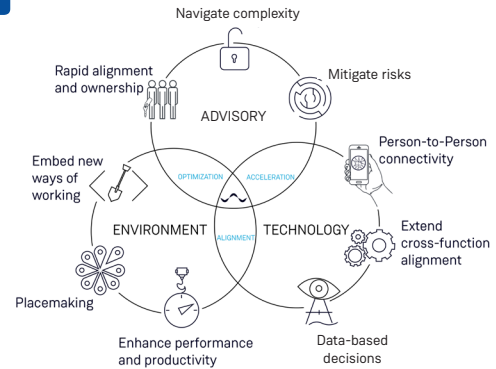 Navigate complexity
Rapid alignment
and ownership
Mitigate risks
ADVISORY
Person-to-Person
connectivity
Embed new
ways of
working
OPTIMIZATION
ACCELERATION
ENVIRONMENT
TECHNOLOGY
ALIGNMENT
Extend
cross-function
alignment
Placemaking
Enhance performance
and productivity
Data-based
decisions